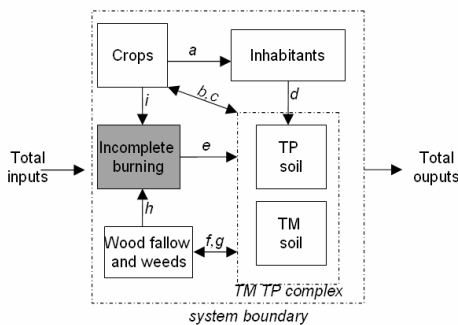 Crops
a
Inhabitants
b,c
d
i
Total
inputs
Incomplete
burning
e
TP
soil
Total
ouputs
h
Wood fallow
and weeds
f,g
TM
soil
TM TP complex
system boundary